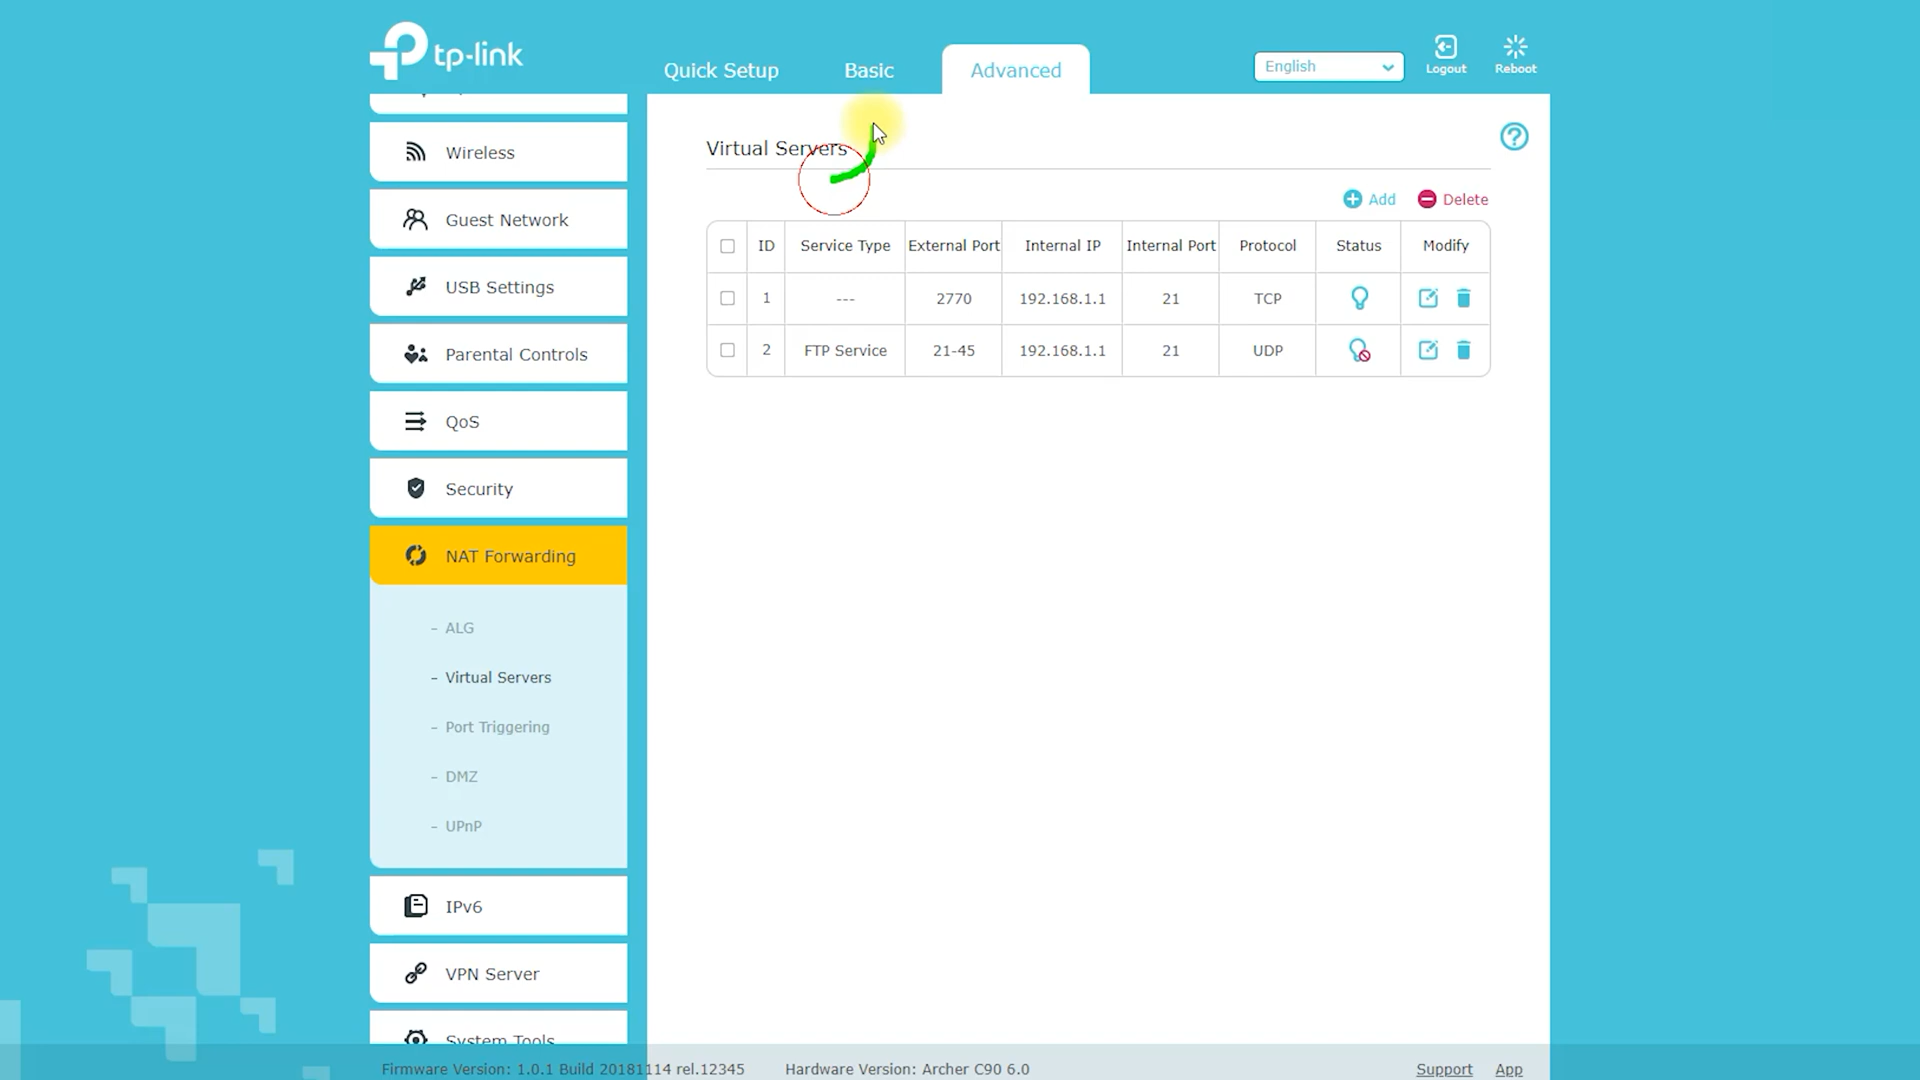 tp-link
Quick Setup
Basic
Advanced
English
Logout
Reboot
Wireless
Guest Network
USB Settings
Parental Controls
QoS
Security
NAT Forwarding
- ALG
- Virtual Servers
- Port Triggering
- DMZ
- UPnP
IPv6
VPN Server
System Tools
Virtual Servers
Add Delete
ID Service Type External Port Internal IP Internal Port Protocol Status Modify
1 --- 2770 192.168.1.1 21 TCP
2 FTP Service 21-45 192.168.1.1 21 UDP
Firmware Version: 1.0.1 Build 20181114 rel.12345 Hardware Version: Archer C90 6.0 Support App